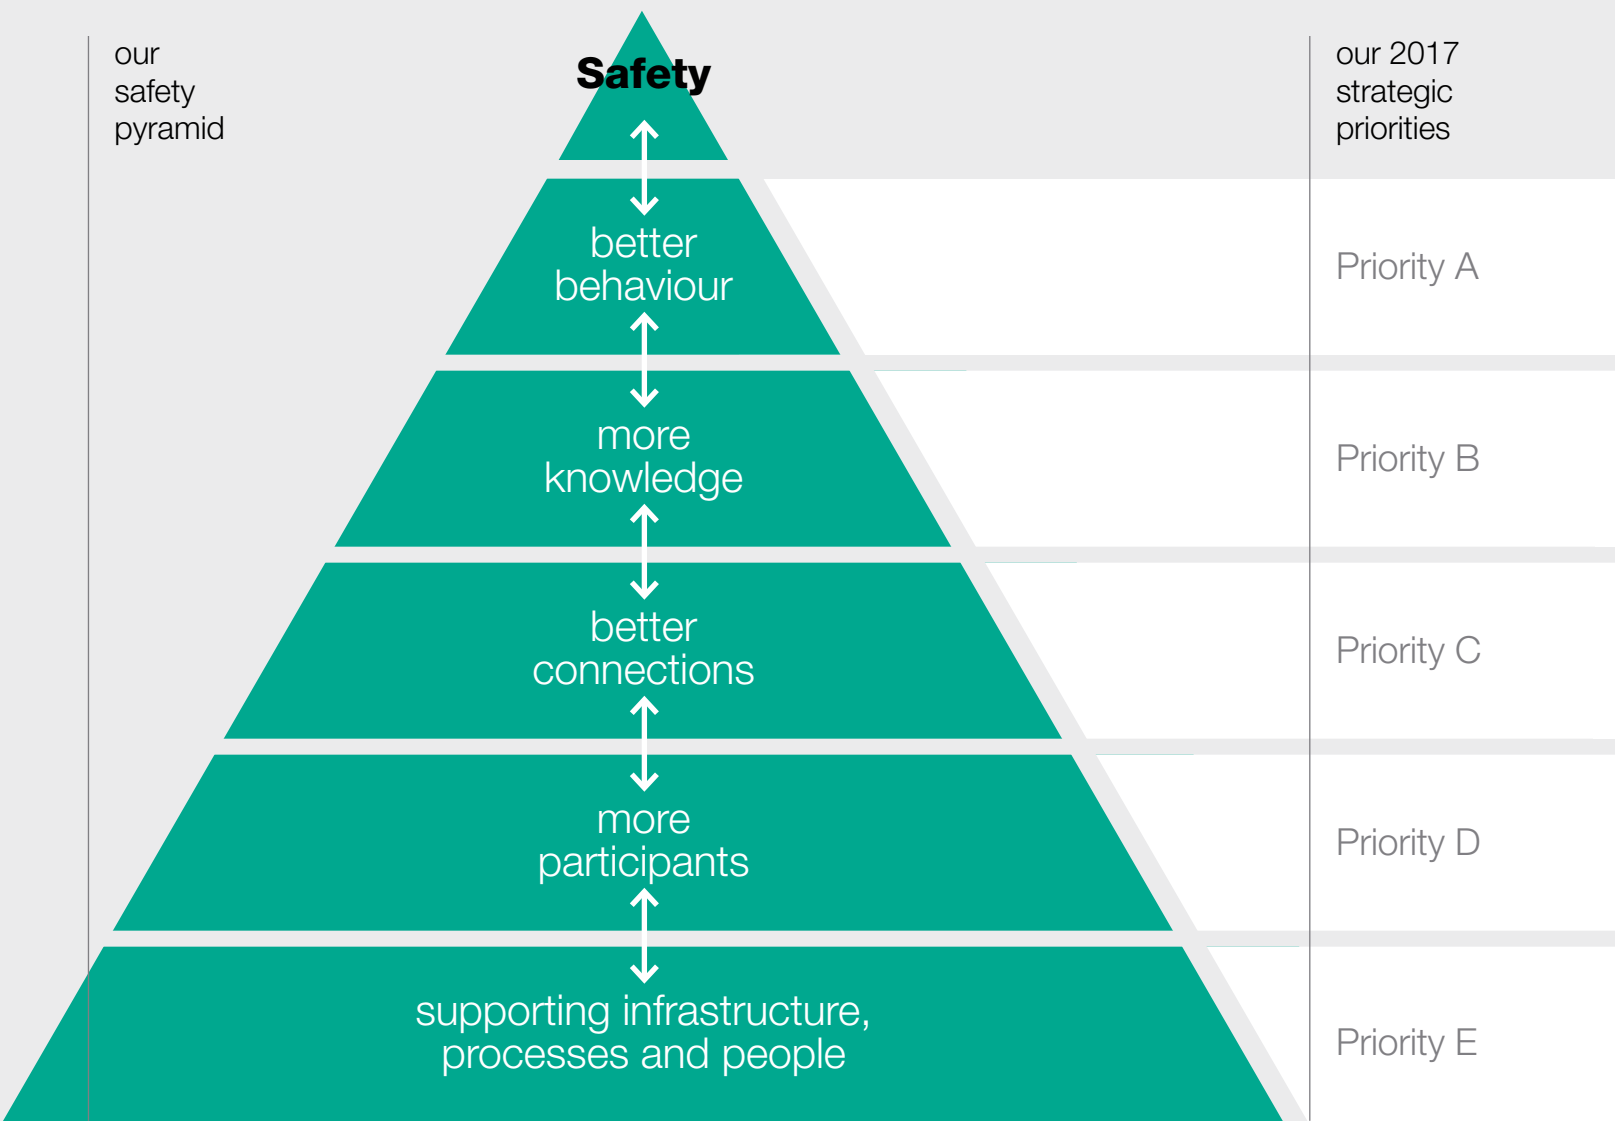 our
safety
pyramid
Safety
our 2017
strategic
priorities
better
behaviour
Priority A
more
knowledge
Priority B
better
connections
Priority C
more
participants
Priority D
supporting infrastructure,
processes and people
Priority E